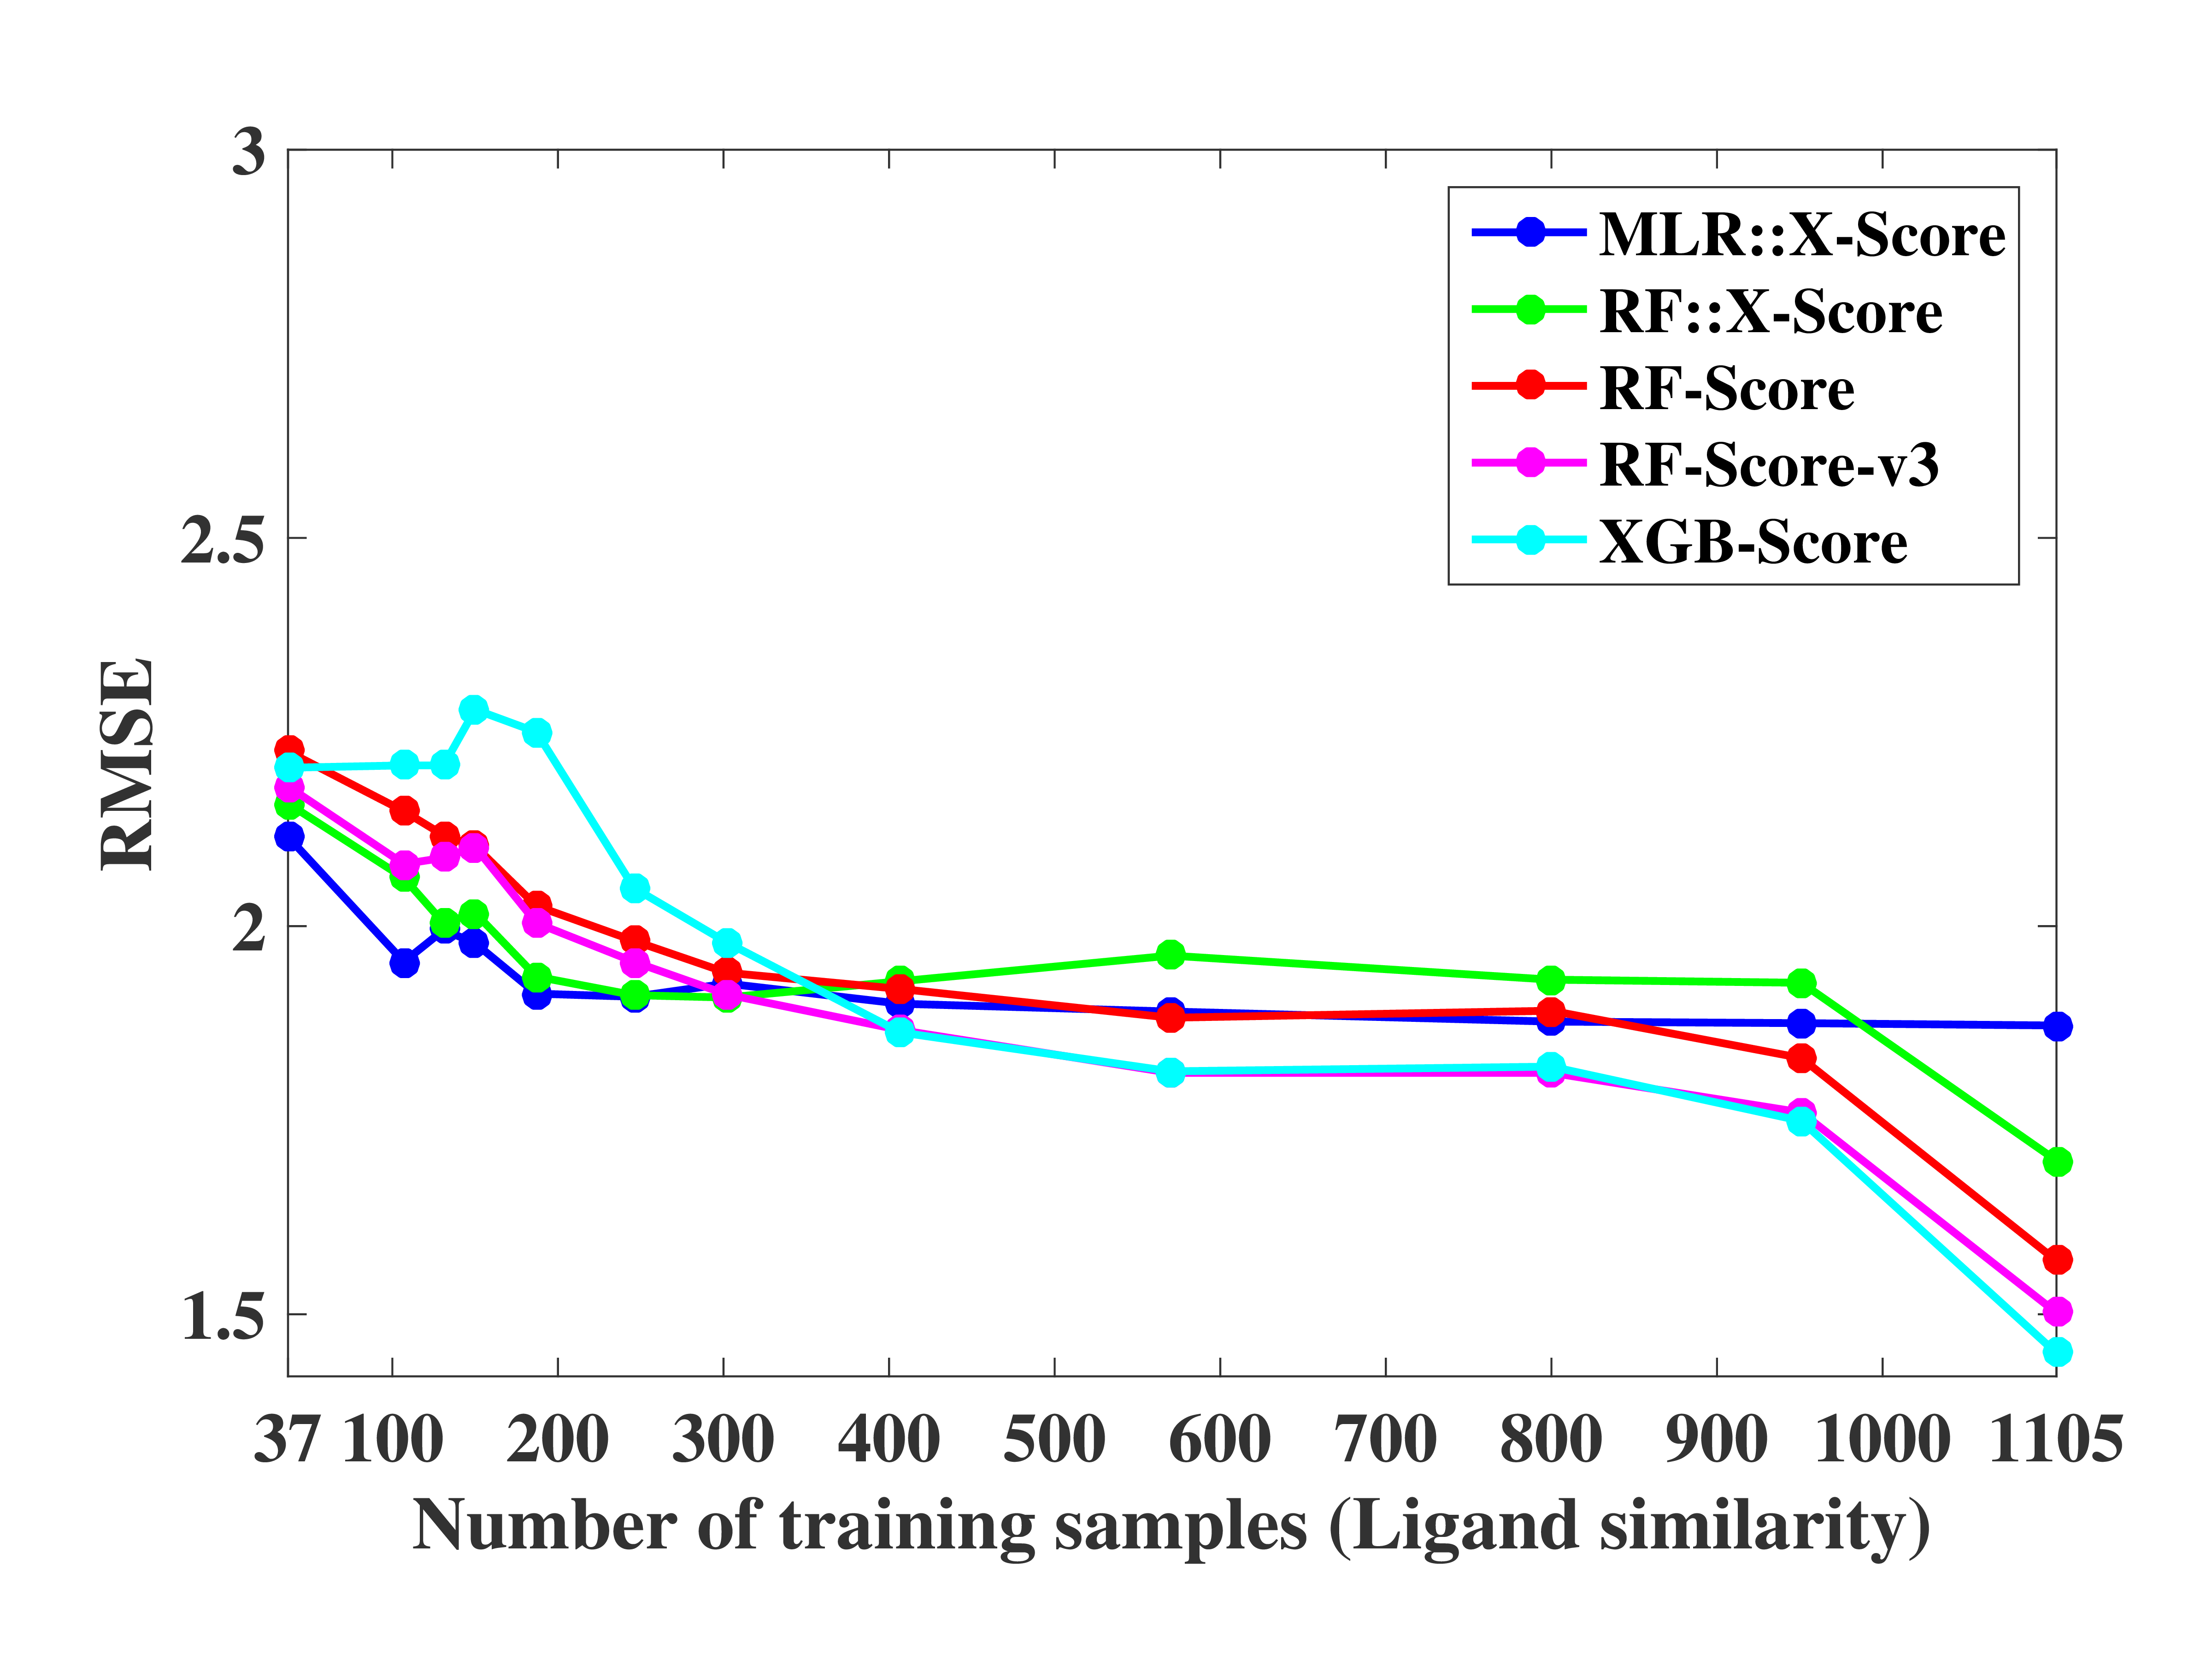 3
2.5
2
1.5
RMSE
MLR::X-Score
RF::X-Score
RF-Score
RF-Score-v3
XGB-Score
37 100 200 300 400 500 600 700 800 900 1000 1105
Number of training samples (Ligand similarity)